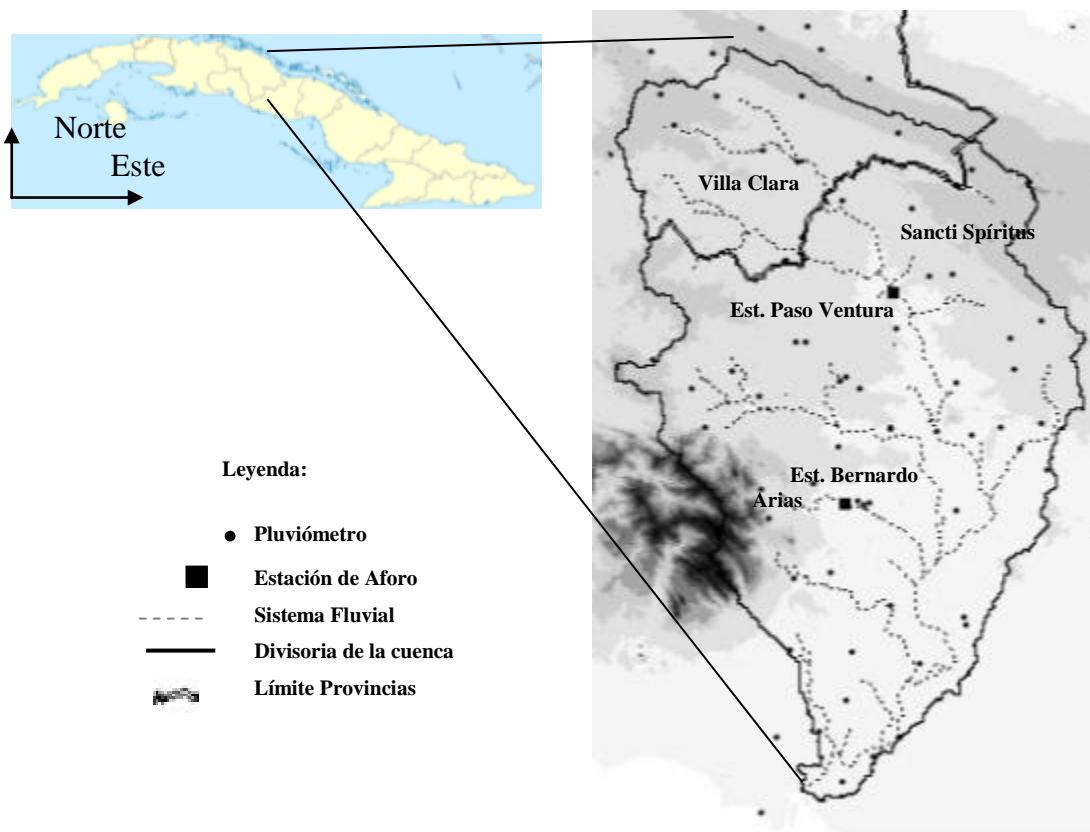 Norte
Este
Villa Clara
Sancti Spíritus
Est. Paso Ventura
Est. Bernardo
Arias
Leyenda:
Pluviómetro
Estación de Aforo
Sistema Fluvial
Divisoria de la cuenca
Límite Provincias